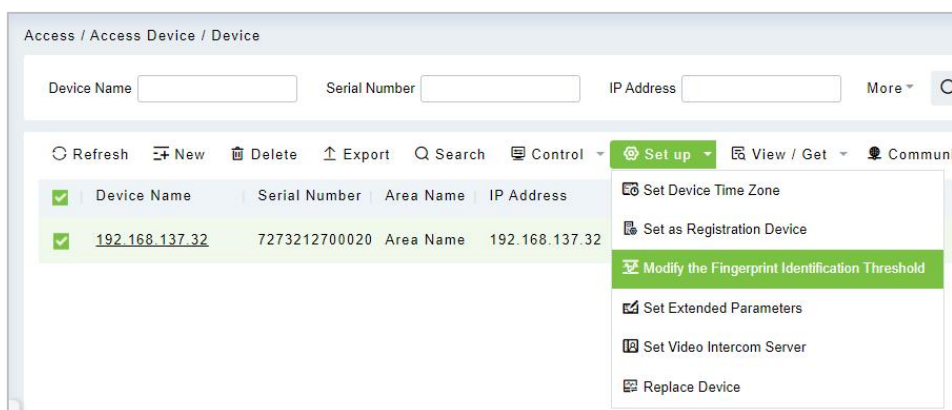 Access / Access Device / Device
Device Name Serial Number IP Address More
Refresh New Delete Export Search Control Set up View / Get Communi
Device Name Serial Number Area Name IP Address
192.168.137.32 7273212700020 Area Name 192.168.137.32
Set Device Time Zone
Set as Registration Device
Modify the Fingerprint Identification Threshold
Set Extended Parameters
Set Video Intercom Server
Replace Device